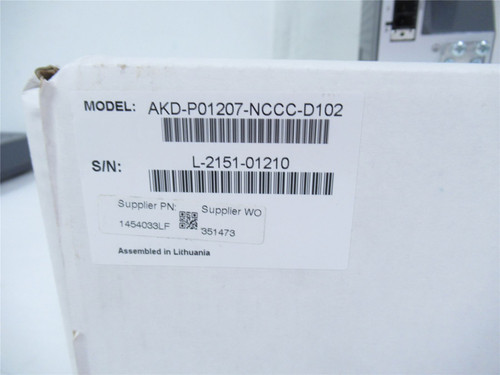 MODEL: AKD-P01207-NCCC-D102
S/N: L-2151-01210
Supplier PN: Supplier WO
1454033LF 351473
Assembled in Lithuania